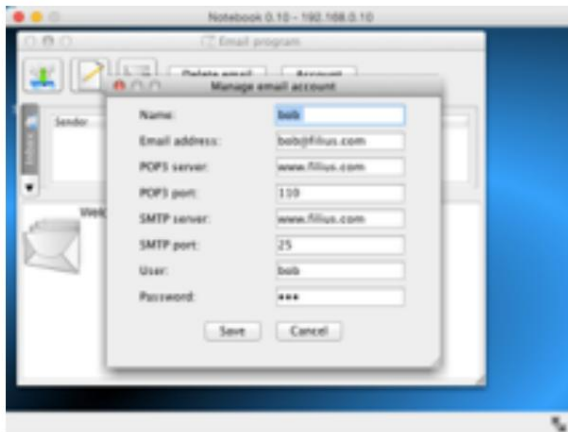 Notebook 0.10 - 192.168.0.10
Email program
Delete email Account
Manage email account
Inbox
Sender
Name: bob
Email address: bob@filius.com
POP3 server: www.filius.com
POP3 port: 110
SMTP server: www.filius.com
SMTP port: 25
User: bob
Password: •••
Save Cancel